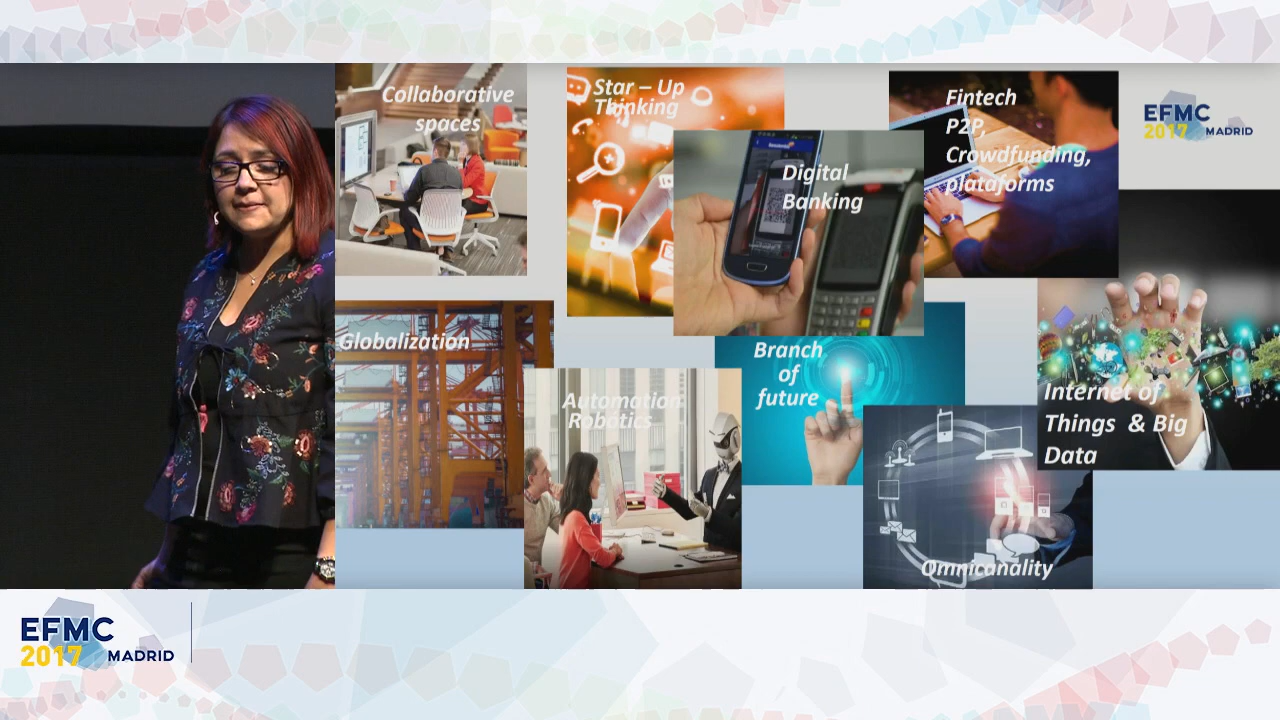 Collaborative
spaces
Star – Up
Thinking
Digital
Banking
Fintech
P2P,
Crowdfunding,
plataforms
EFMC
2017 MADRID
Globalization
Automation
Robotics
Branch
of
future
Internet of
Things & Big
Data
Omnicanality
EFMC
2017 MADRID